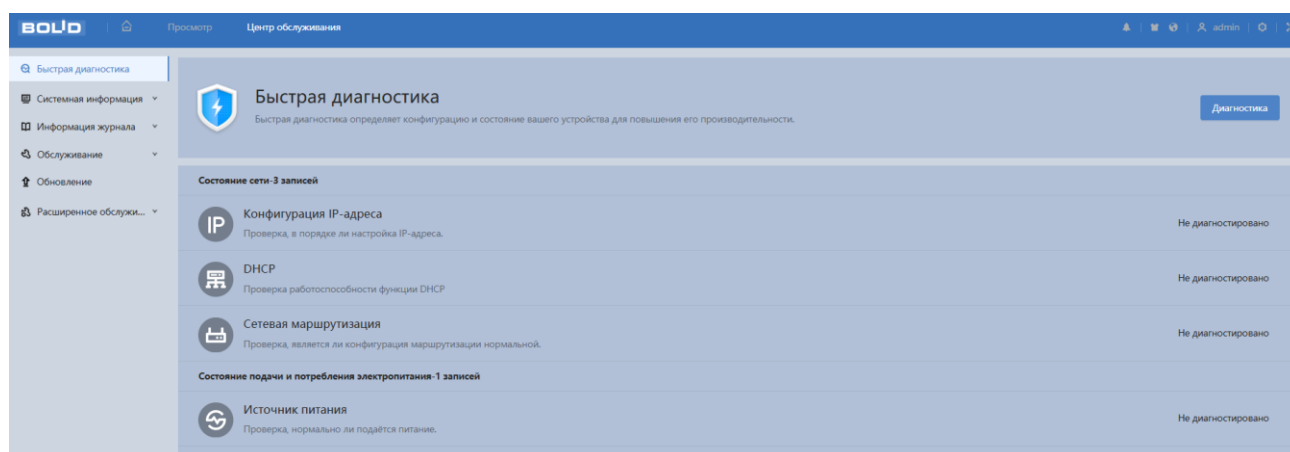 BOLID Просмотр Центр обслуживания admin
Быстрая диагностика
Системная информация
Информация журнала
Обслуживание
Обновление
Расширенное обслужи...
Быстрая диагностика
Быстрая диагностика определяет конфигурацию и состояние вашего устройства для повышения его производительности.
Диагностика
Состояние сети-3 записей
IP
Конфигурация IP-адреса
Проверка, в порядке ли настройка IP-адреса.
Не диагностировано
DHCP
Проверка работоспособности функции DHCP
Не диагностировано
Сетевая маршрутизация
Проверка, является ли конфигурация маршрутизации нормальной.
Не диагностировано
Состояние подачи и потребления электропитания-1 записей
Источник питания
Проверка, нормально ли подаётся питание.
Не диагностировано